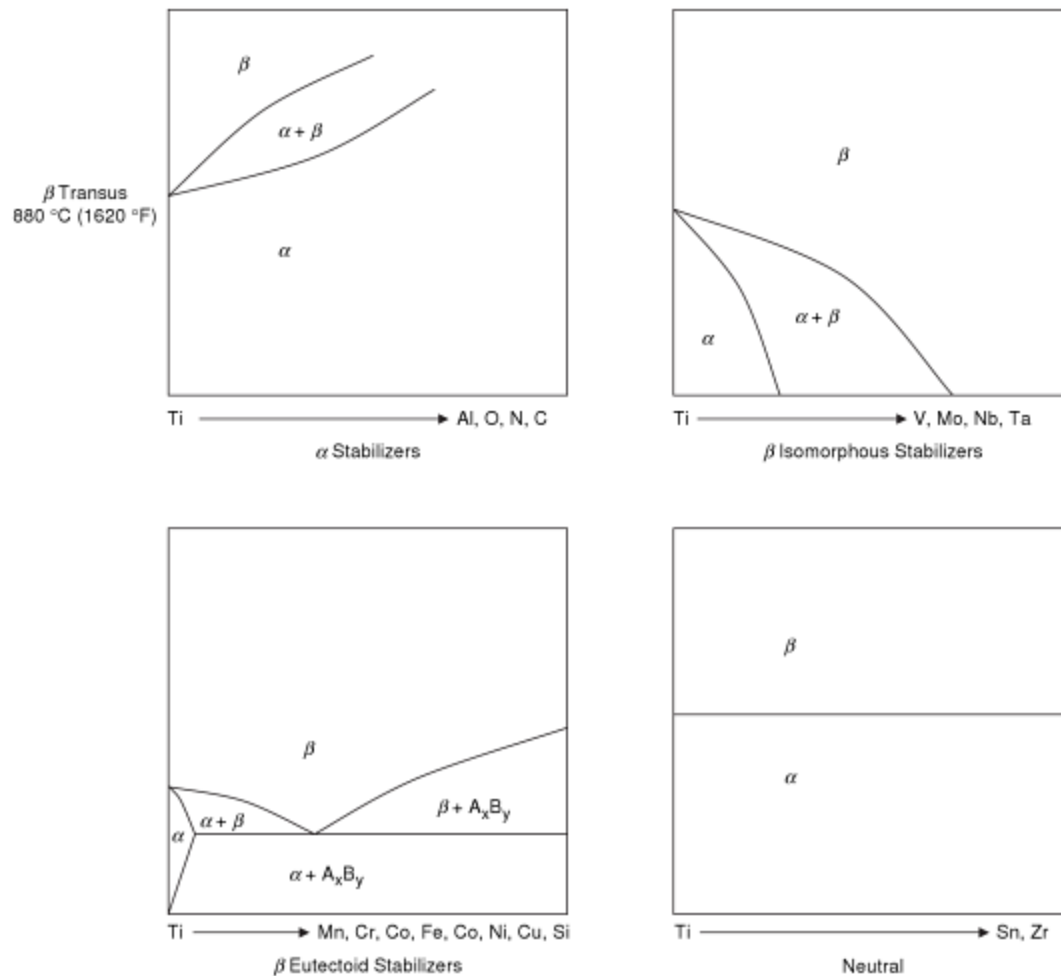 β
α + β
β Transus
880 °C (1620 °F)
α
Ti
Al, O, N, C
α Stabilizers
β
α + β
α
Ti
V, Mo, Nb, Ta
β Isomorphous Stabilizers
β
β + AxBy
α + β
α
α + AxBy
Ti
Mn, Cr, Co, Fe, Co, Ni, Cu, Si
β Eutectoid Stabilizers
β
α
Ti
Sn, Zr
Neutral